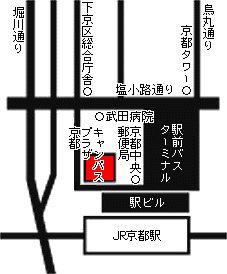 堀川通り
下京区総合庁舎
京都タワー
烏丸通り
塩小路通り
武田病院
京都
キャンパス
プラザ
京都中央
郵便局
駅前バス
ターミナル
駅ビル
JR京都駅